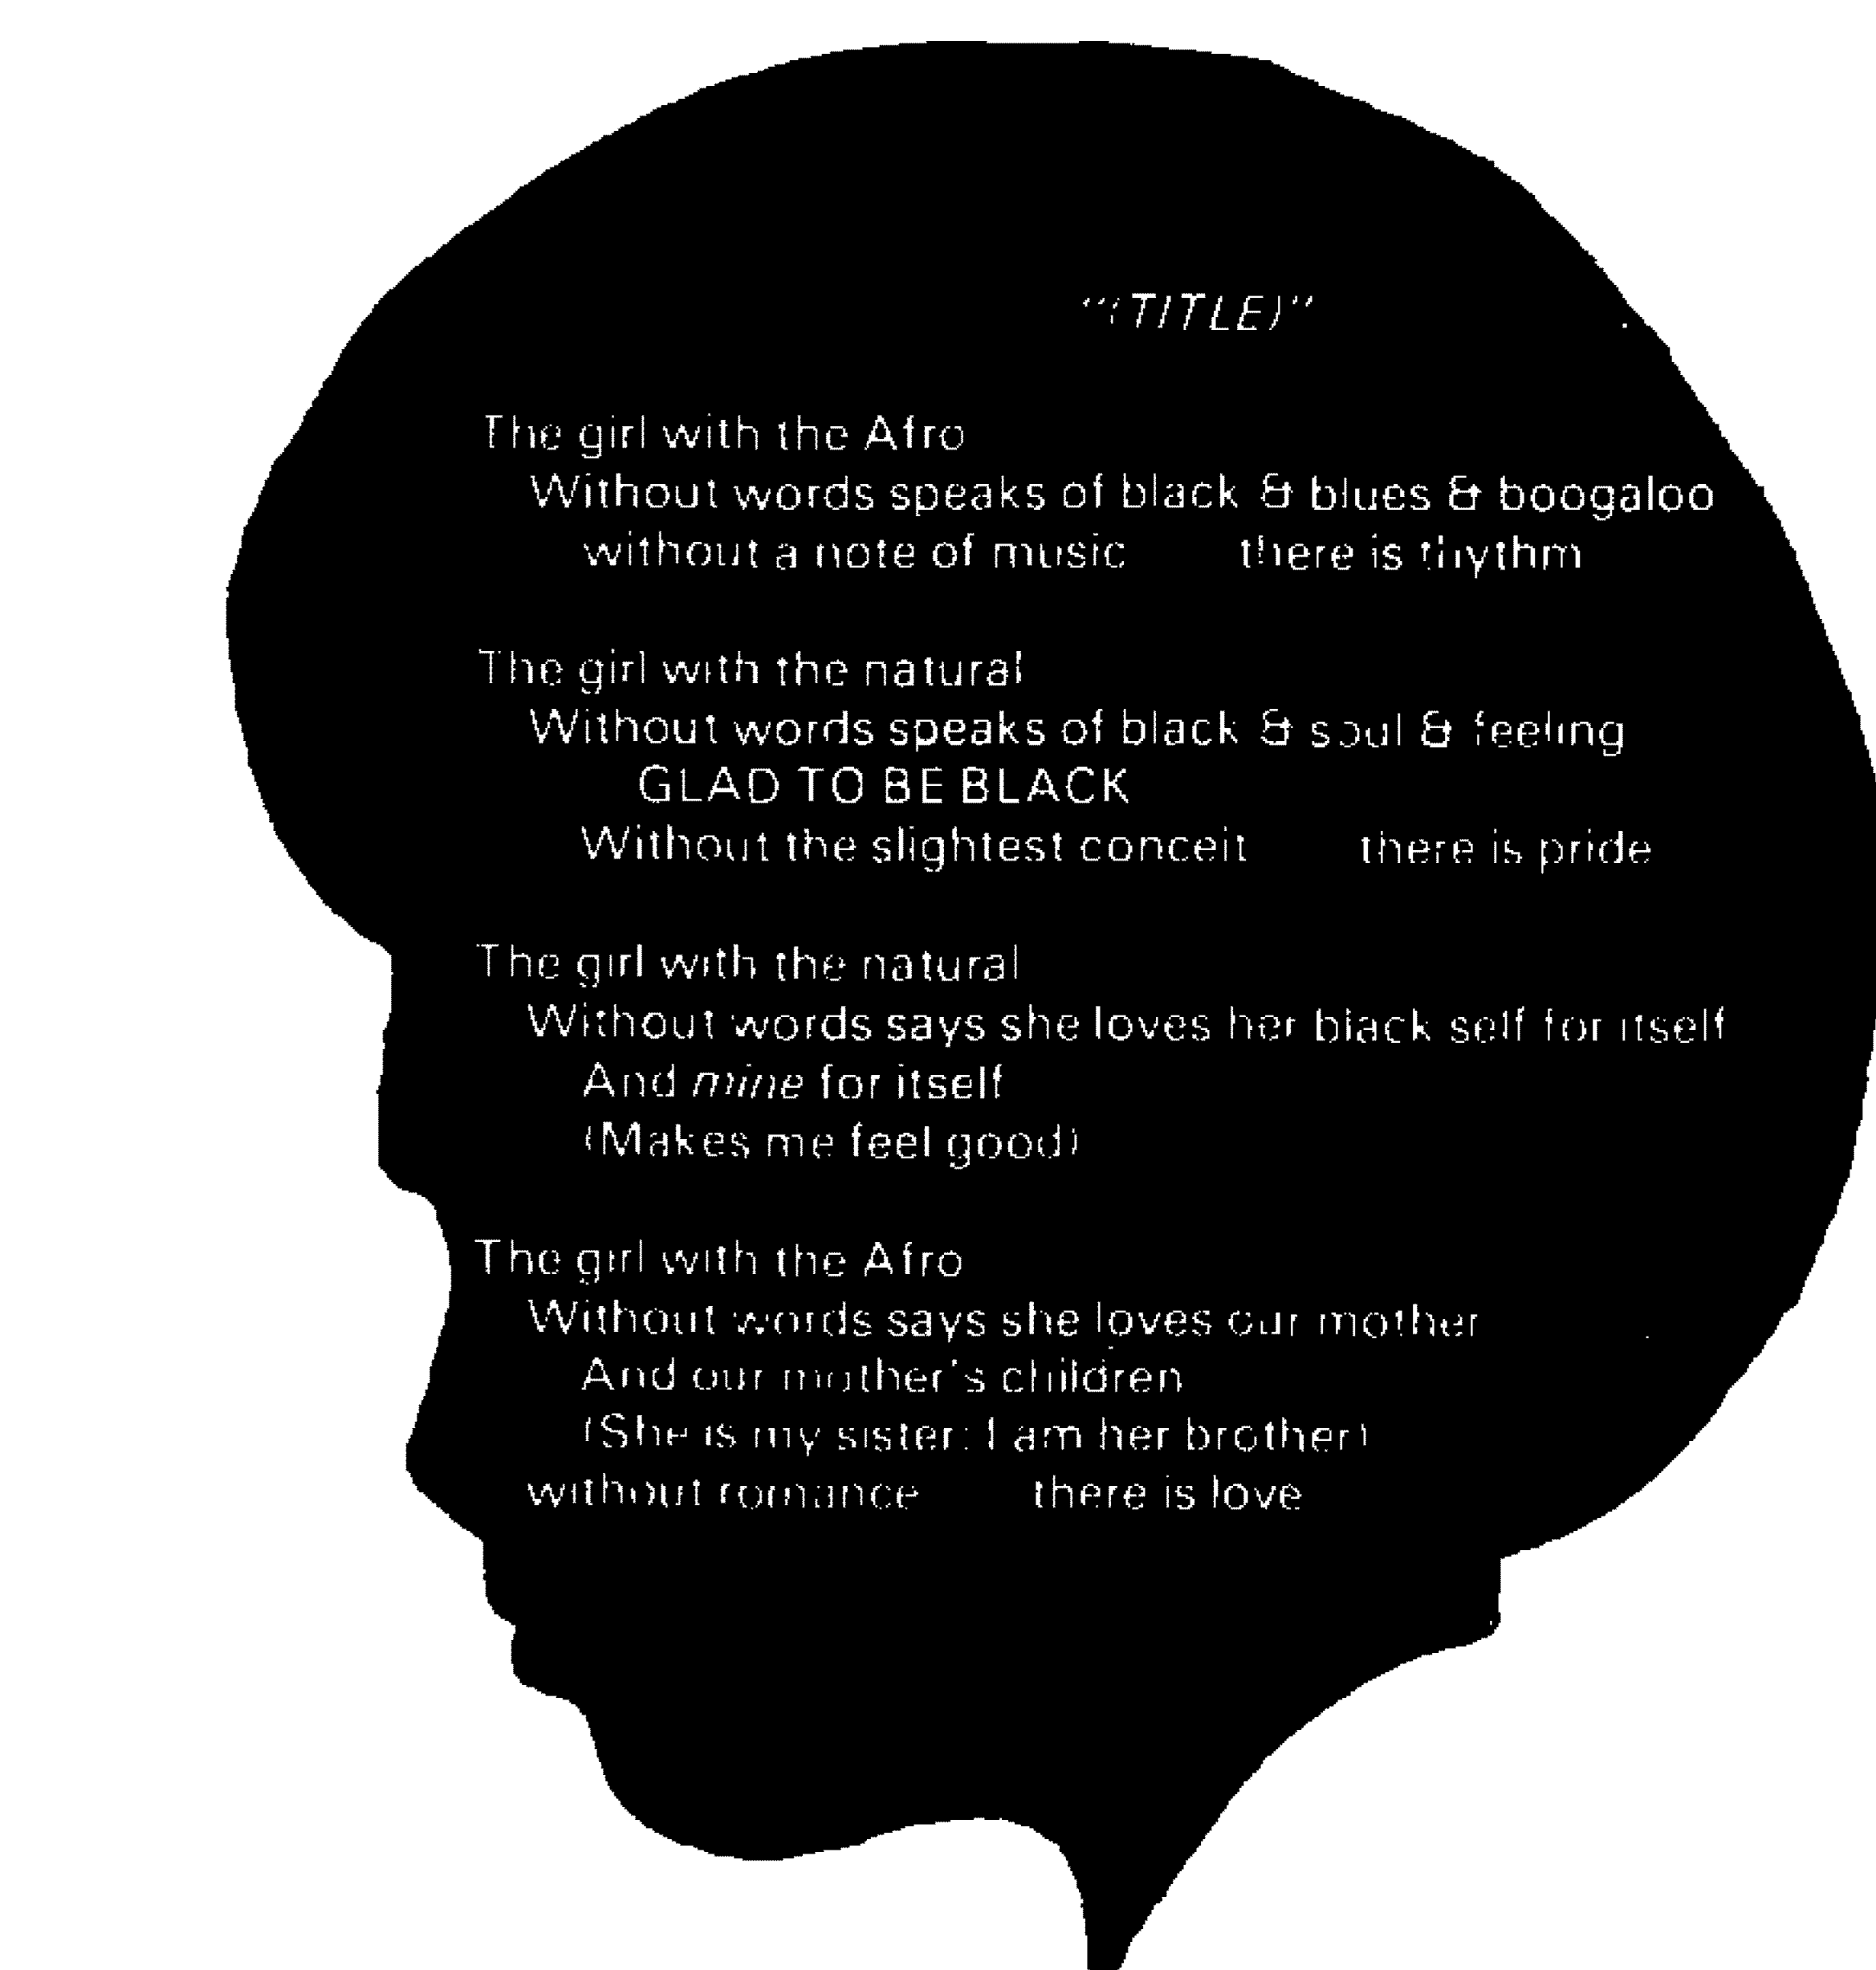 "(TITLE)"
The girl with the Afro
Without words speaks of black & blues & boogaloo
without a note of music there is rhythm
The girl with the natural
Without words speaks of black & soul & feeling
GLAD TO BE BLACK
Without the slightest conceit there is pride
The girl with the natural
Without words says she loves her black self for itself
And mine for itself
(Makes me feel good)
The girl with the Afro
Without words says she loves our mother
And our mother's children
(She is my sister: I am her brother)
without romance there is love